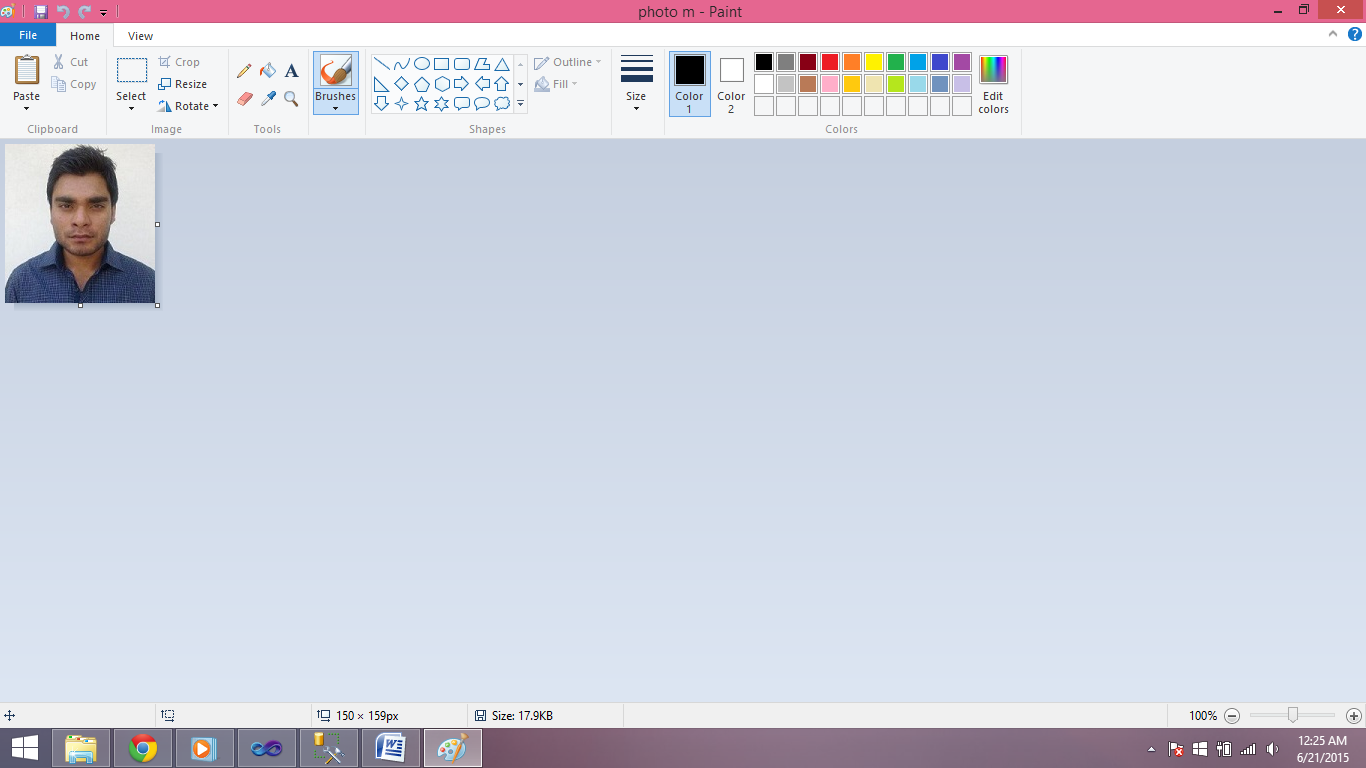 photo m - Paint
File
Home
View
Paste
Cut
Copy
Clipboard
Select
Crop
Resize
Rotate
Image
A
Tools
Brushes
Shapes
Outline
Fill
Size
Color
1
Color
2
Colors
Edit
colors
150 × 159px
Size: 17.9KB
100%
12:25 AM
6/21/2015